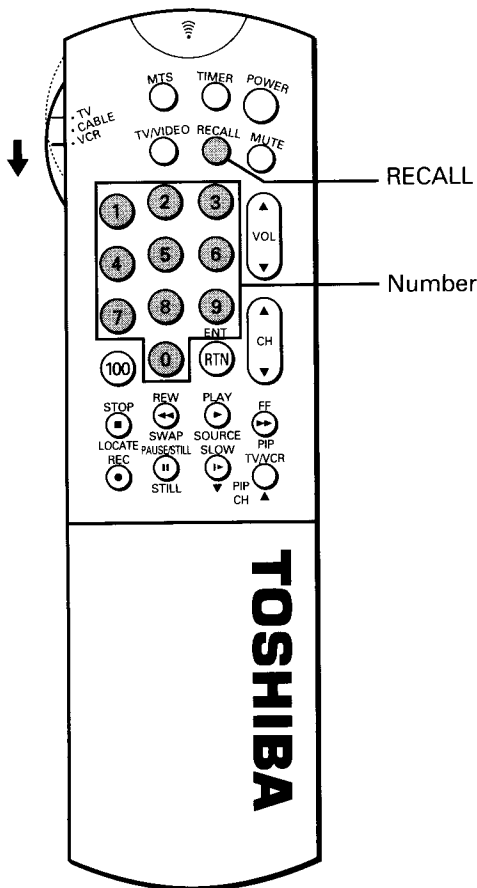 MTS TIMER POWER
• TV
• CABLE
• VCR
TV/VIDEO RECALL MUTE
RECALL
1 2 3
▲ VOL ▼
4 5 6
Number
7 8 9
▲ CH ▼
ENT
100 0 RTN
STOP REW PLAY FF
LOCATE SWAP SOURCE PIP
REC PAUSE/STILL SLOW TV/VCR
STILL ▼ PIP CH ▲
TOSHIBA